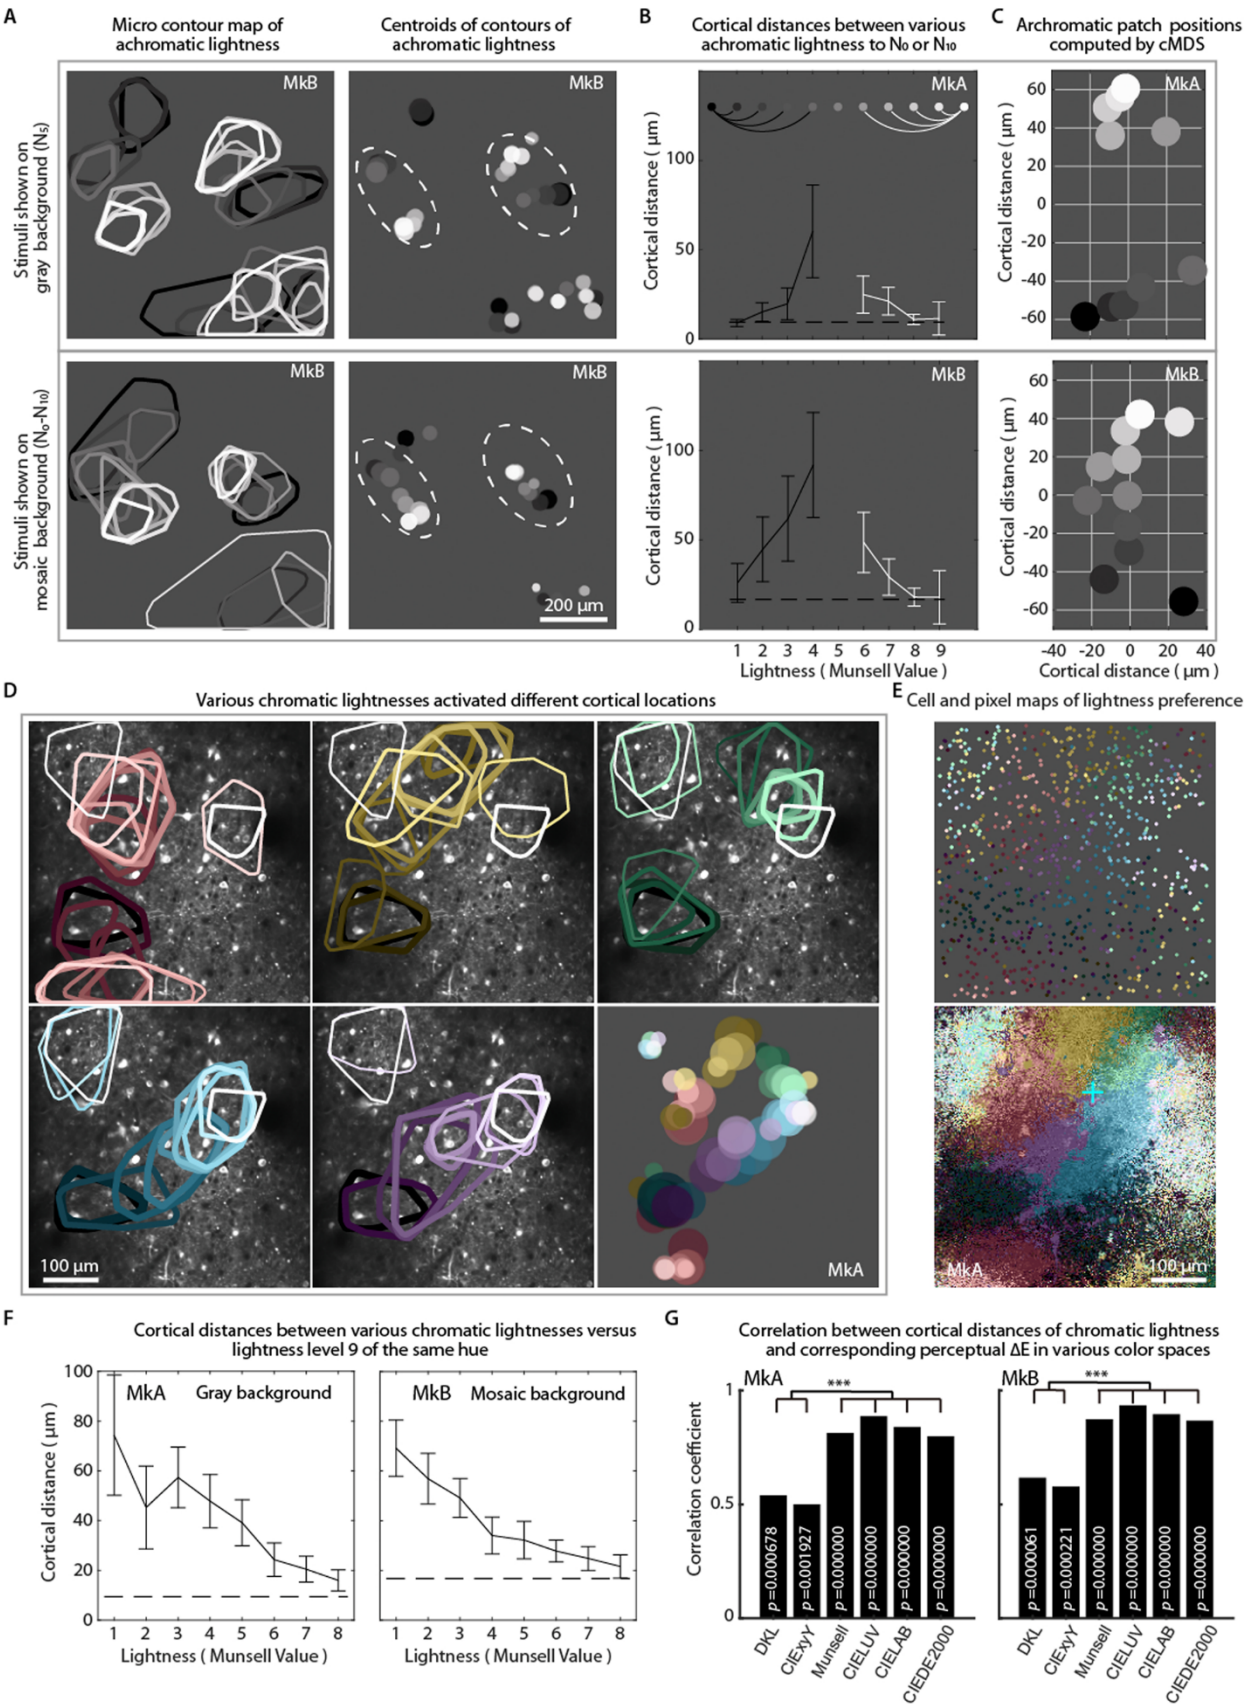 A
Micro contour map of
achromatic lightness
Centroids of contours of
achromatic lightness
B
Cortical distances between various
achromatic lightness to N0 or N10
C
Archromatic patch positions
computed by cMDS
Stimuli shown on
gray background (N5)
MkB
MkB
MkA
Cortical distance ( µm )
100
50
0
MkA
Cortical distance ( µm )
60
40
20
0
-20
-40
-60
Stimuli shown on
mosaic background (N0-N10)
MkB
MkB
200 µm
MkB
Cortical distance ( µm )
100
50
0
1 2 3 4 5 6 7 8 9
Lightness ( Munsell Value )
MkB
Cortical distance ( µm )
60
40
20
0
-20
-40
-60
-40 -20 0 20 40
Cortical distance ( µm )
D
Various chromatic lightnesses activated different cortical locations
100 µm
MkA
E
Cell and pixel maps of lightness preference
MkA
100 µm
F
Cortical distances between various chromatic lightnesses versus
lightness level 9 of the same hue
MkA Gray background
Cortical distance ( µm )
100
80
60
40
20
0
1 2 3 4 5 6 7 8
Lightness ( Munsell Value )
MkB Mosaic background
1 2 3 4 5 6 7 8
Lightness ( Munsell Value )
G
Correlation between cortical distances of chromatic lightness
and corresponding perceptual ΔE in various color spaces
MkA
***
Correlation coefficient
1
0.5
0
p=0.000678
p=0.001927
p=0.000000
p=0.000000
p=0.000000
p=0.000000
DKL
CIExyY
Munsell
CIELUV
CIELAB
CIEDE2000
MkB
***
p=0.000061
p=0.000221
p=0.000000
p=0.000000
p=0.000000
p=0.000000
DKL
CIExyY
Munsell
CIELUV
CIELAB
CIEDE2000